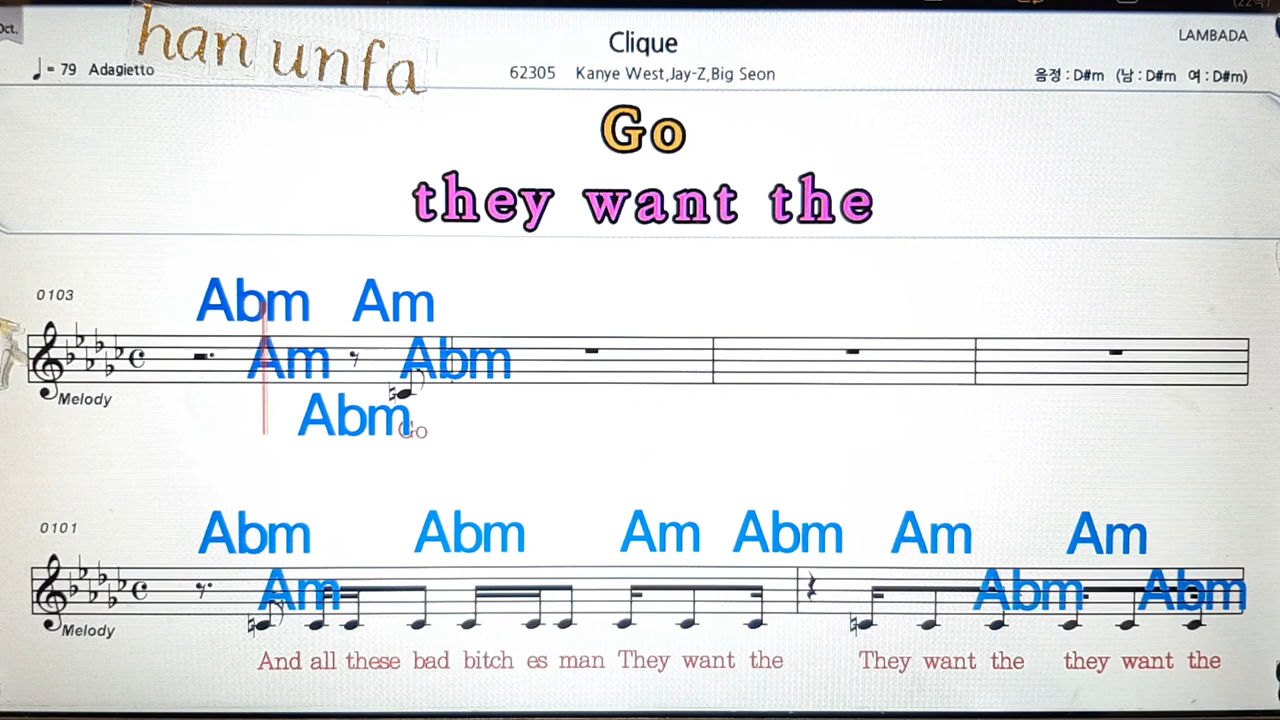 Oct.
han unfa
Clique
LAMBADA
= 79 Adagietto
62305 Kanye West,Jay-Z,Big Seon
음정 : D#m (남 : D#m 여 : D#m)
Go
they want the
0103
Abm Am
Am Abm
Melody
Abm
Go
0101
Abm Abm Am Abm Am Am
Am Abm Abm
Melody
And all these bad bitch es man They want the They want the they want the